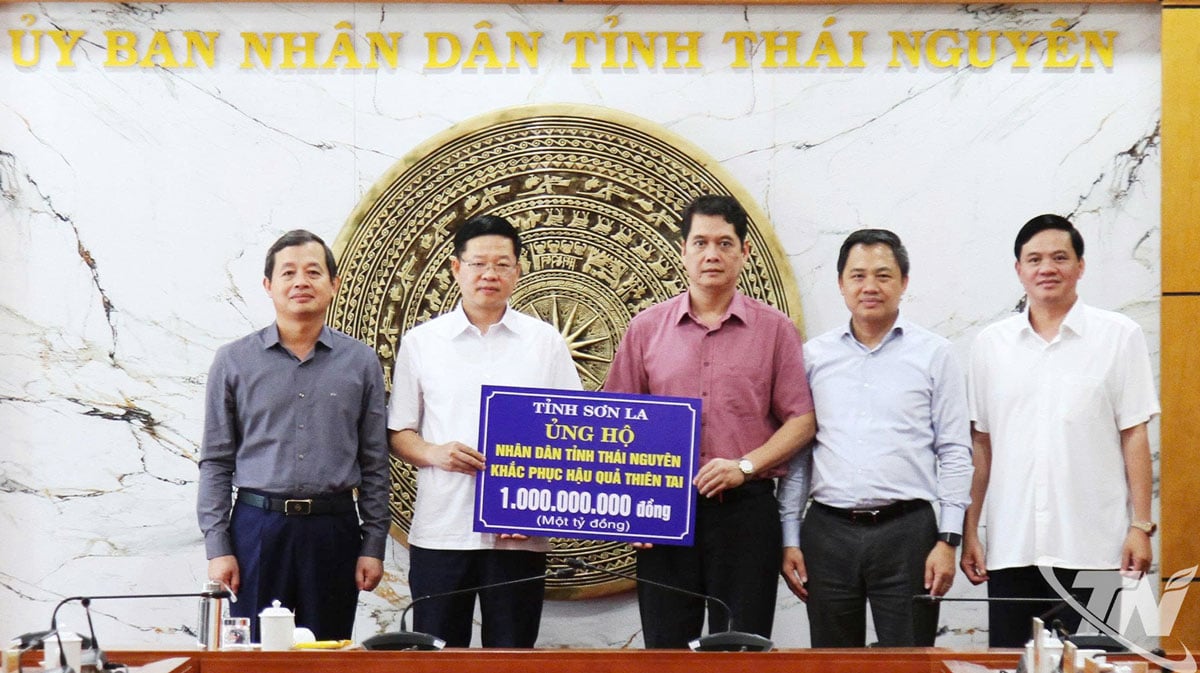 ỦY BAN NHÂN DÂN TỈNH THÁI NGUYÊN
TỈNH SƠN LA
ỦNG HỘ
NHÂN DÂN TỈNH THÁI NGUYÊN
KHẮC PHỤC HẬU QUẢ THIÊN TAI
1.000.000.000 đồng
(Một tỷ đồng)
TN